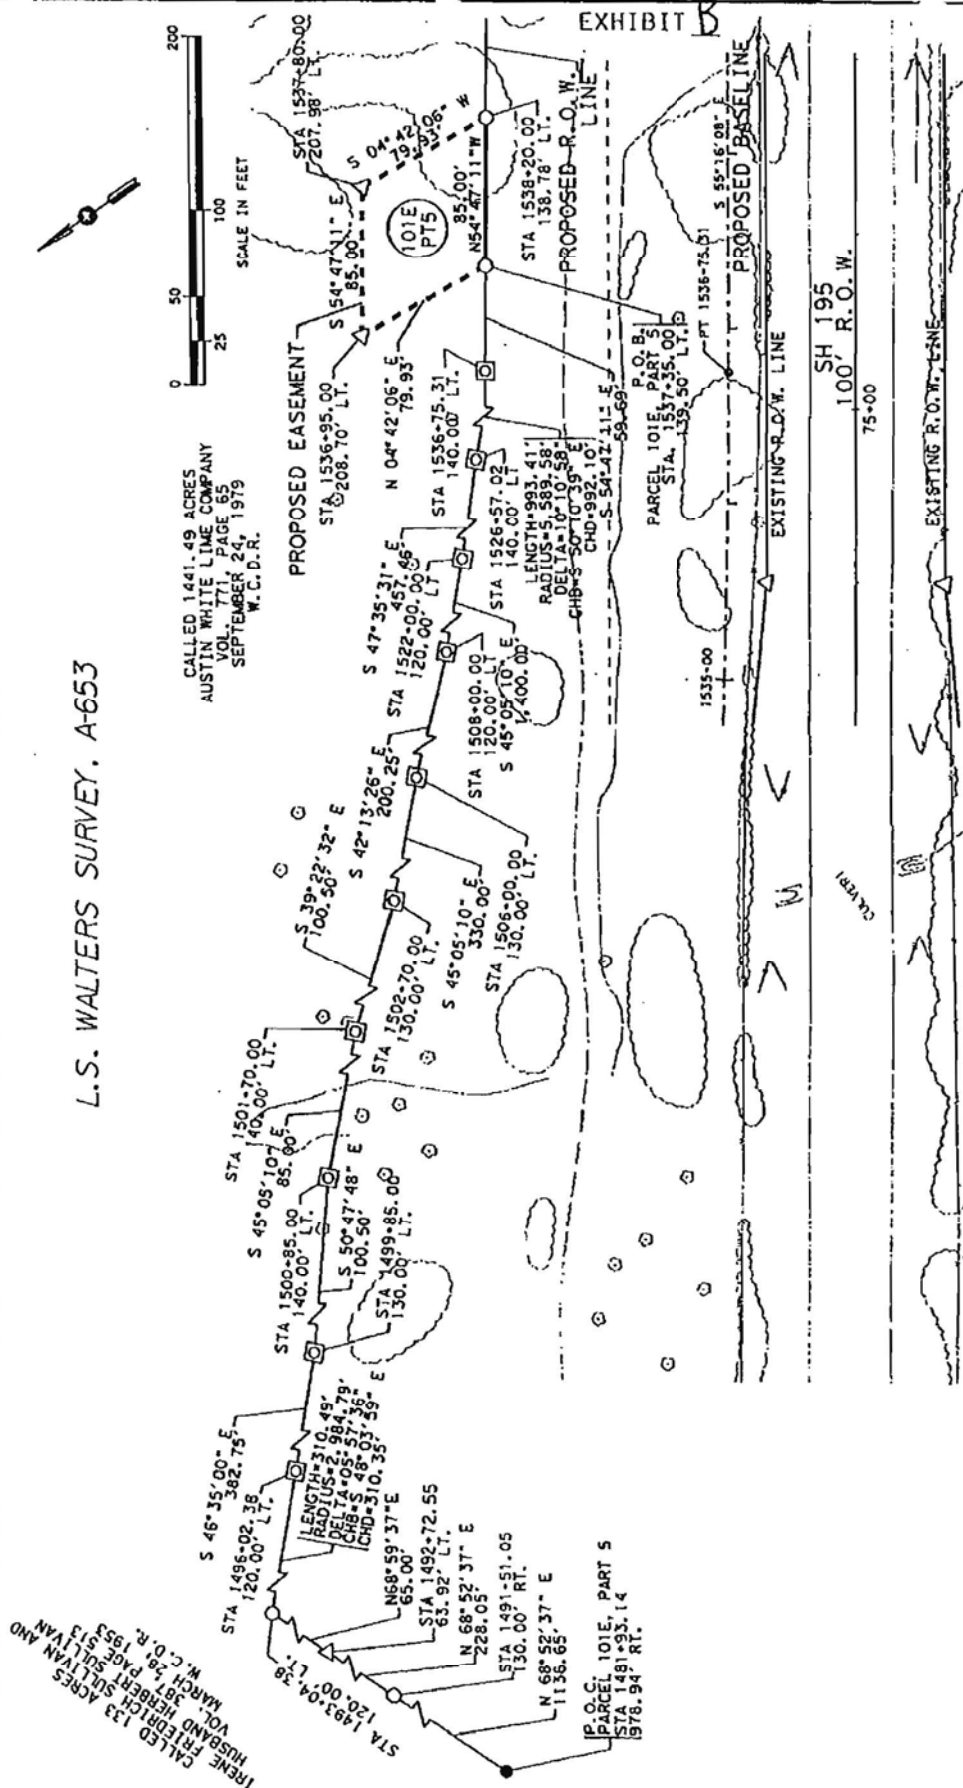 EXHIBIT B
200
100
50
25
0
SCALE IN FEET
STA 1537+80.00
207.98' LT.
S 04°42'06" W
79.93'
S 54°47'11" E
85.00'
101E
PT5
85.00'
N54°47'11"W
STA 1538+20.00
138.78' LT.
PROPOSED R.O.W.
LINE
S 55°16'08" E
PROPOSED BASELINE
PROPOSED EASEMENT
STA 1536+95.00
208.70' LT.
N 04°42'06" E
79.93'
STA 1536+75.31
140.00' LT.
P.O.B.
PARCEL 101E, PART 5
STA. 1537+35.00
139.50' LT.
PT 1536+75.31
S 54°47'11" E
59.69'
LENGTH=993.41'
RADIUS=5,589.58'
DELTA=10°10'58"
CHB=S 50°10'39" E
CHD=992.10'
STA 1526+57.02
140.00' LT
EXISTING R.O.W. LINE
SH 195
100' R.O.W.
75+00
EXISTING R.O.W. LINE
1535+00
CALLED 1441.49 ACRES
AUSTIN WHITE LIME COMPANY
VOL. 771, PAGE 65
SEPTEMBER 24, 1979
W.C.D.R.
L.S. WALTERS SURVEY, A-653
S 47°35'31" E
457.46'
STA 1522+00.00
120.00' LT
STA 1508+00.00
120.00' LT
S 45°05'10" E
1,400.00'
S 42°13'26" E
200.25'
STA 1506+00.00
130.00' LT.
S 45°05'10" E
330.00'
S 39°22'32" E
100.50'
STA 1502+70.00
130.00' LT.
STA 1501+70.00
140.00' LT.
S 45°05'10" E
85.00'
STA 1500+85.00
140.00' LT.
S 50°47'48" E
100.50'
STA 1499+85.00
130.00' LT.
CULVERT
S 46°35'00" E
382.75'
STA 1496+02.38
120.00' LT.
LENGTH=310.49'
RADIUS=2,984.79'
DELTA=05°57'36"
CHB=S 48°03'59" E
CHD=310.35'
N68°59'37"E
65.00'
STA 1492+72.55
63.92' LT.
N 68°52'37" E
228.05'
STA 1491+51.05
130.00' RT.
N 68°52'37" E
1136.65'
STA 1493+04.38
120.00' LT.
P.O.C.
PARCEL 101E, PART 5
STA 1481+93.14
978.94' RT.
CALLED 133 ACRES
IRENE FRIEDRICH SULLIVAN AND
HUSBAND HERBERT SULLIVAN
VOL. 387, PAGE 513
MARCH 28, 1953
W.C.D.R.